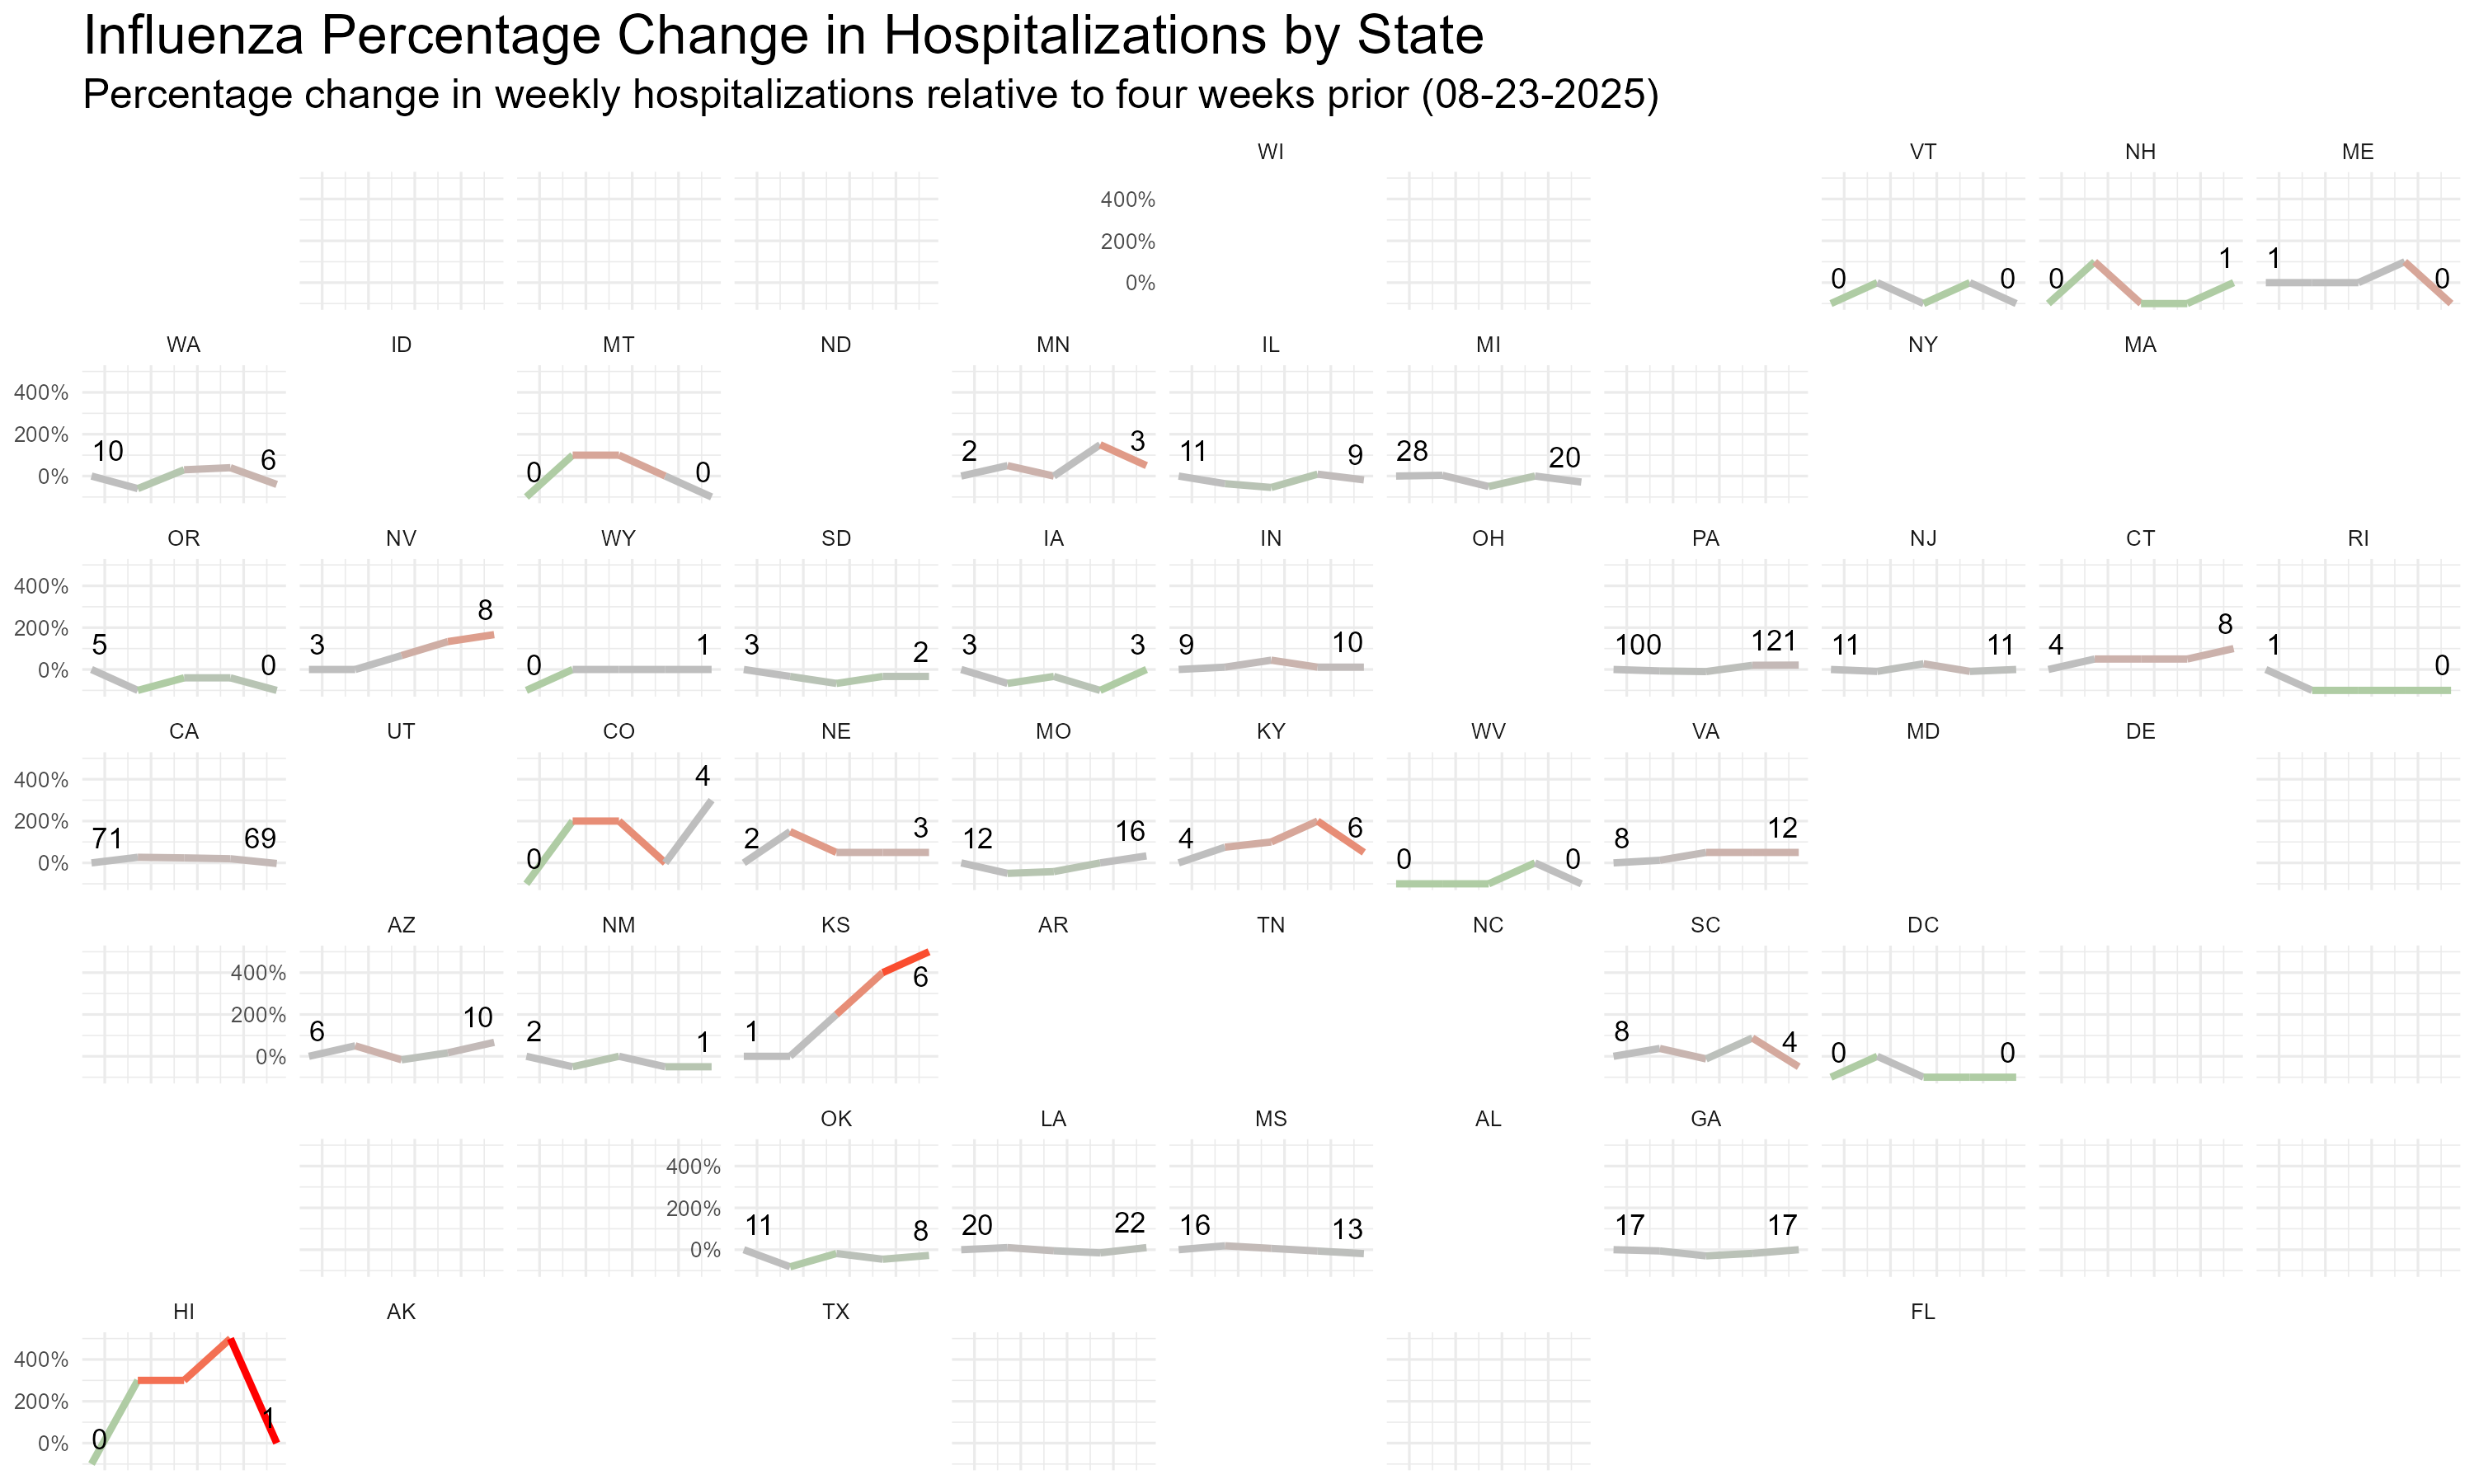 Influenza Percentage Change in Hospitalizations by State
Percentage change in weekly hospitalizations relative to four weeks prior (08-23-2025)
WI VT NH ME
400%
200%
0%
0 0 0 1 1 0
WA ID MT ND MN IL MI NY MA
400%
200%
0%
10 6 0 0 2 3 11 9 28 20
OR NV WY SD IA IN OH PA NJ CT RI
400%
200%
0%
5 0 3 8 0 1 3 2 3 3 9 10 100 121 11 11 4 8 1 0
CA UT CO NE MO KY WV VA MD DE
400%
200%
0%
71 69 0 4 2 3 12 16 4 6 0 0 8 12
AZ NM KS AR TN NC SC DC
400%
200%
0%
6 10 2 1 1 6 8 4 0 0
OK LA MS AL GA
400%
200%
0%
11 8 20 22 16 13 17 17
HI AK TX FL
400%
200%
0%
0 1